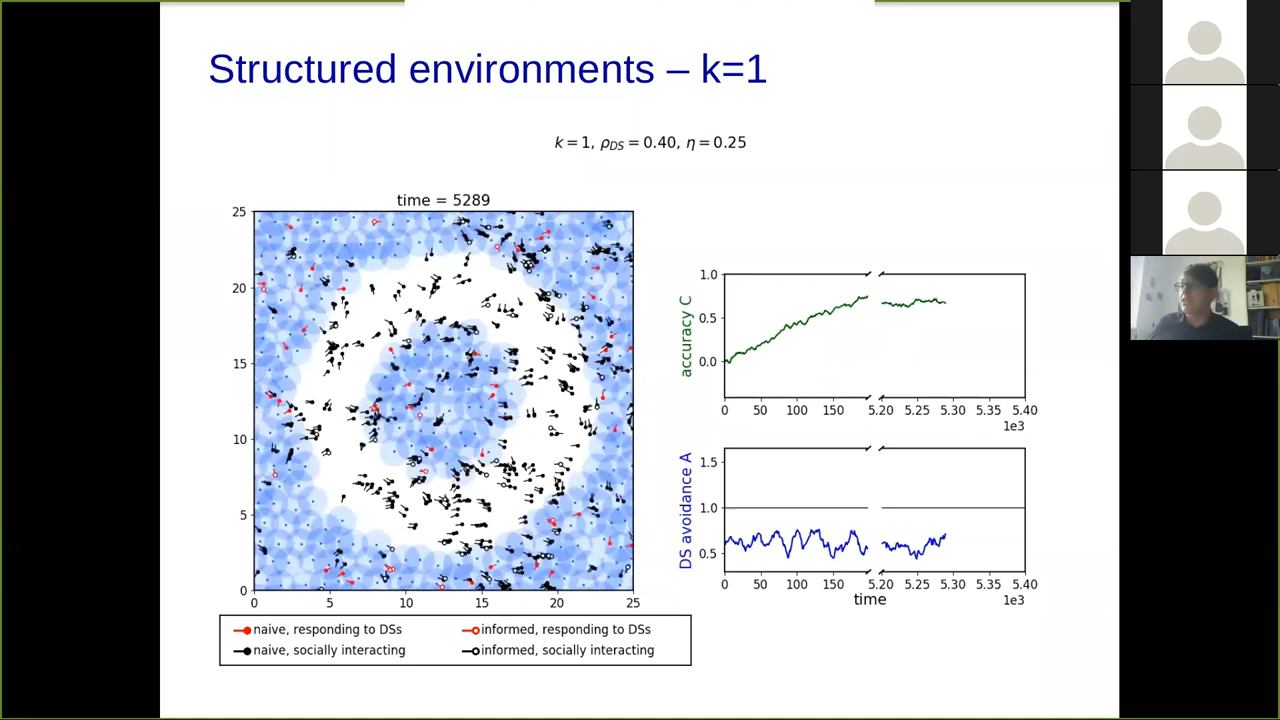 Structured environments – k=1
k = 1, ρDS = 0.40, η = 0.25
time = 5289
25
20
15
10
5
0
0 5 10 15 20 25
naive, responding to DSs
informed, responding to DSs
naive, socially interacting
informed, socially interacting
accuracy C
1.0
0.5
0.0
0 50 100 150 5.20 5.25 5.30 5.35 5.40
1e3
DS avoidance A
1.5
1.0
0.5
0 50 100 150 5.20 5.25 5.30 5.35 5.40
time
1e3